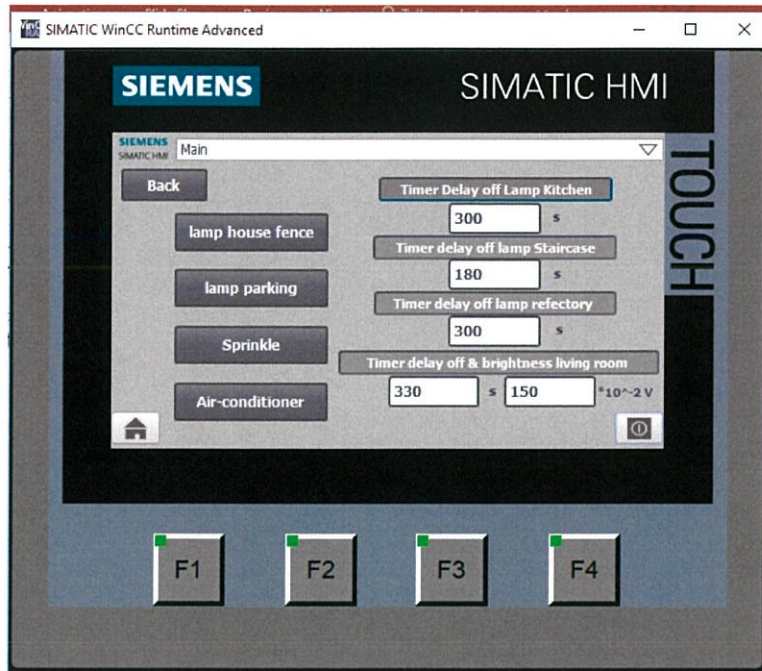 SIMATIC WinCC Runtime Advanced
SIEMENS SIMATIC HMI
TOUCH
SIEMENS
SIMATIC HMI
Main
Back
Timer Delay off Lamp Kitchen
300 s
lamp house fence
Timer delay off lamp Staircase
180 s
lamp parking
Timer delay off lamp refectory
300 s
Sprinkle
Timer delay off & brightness living room
330 s 150 *10^-2 V
Air-conditioner
F1 F2 F3 F4